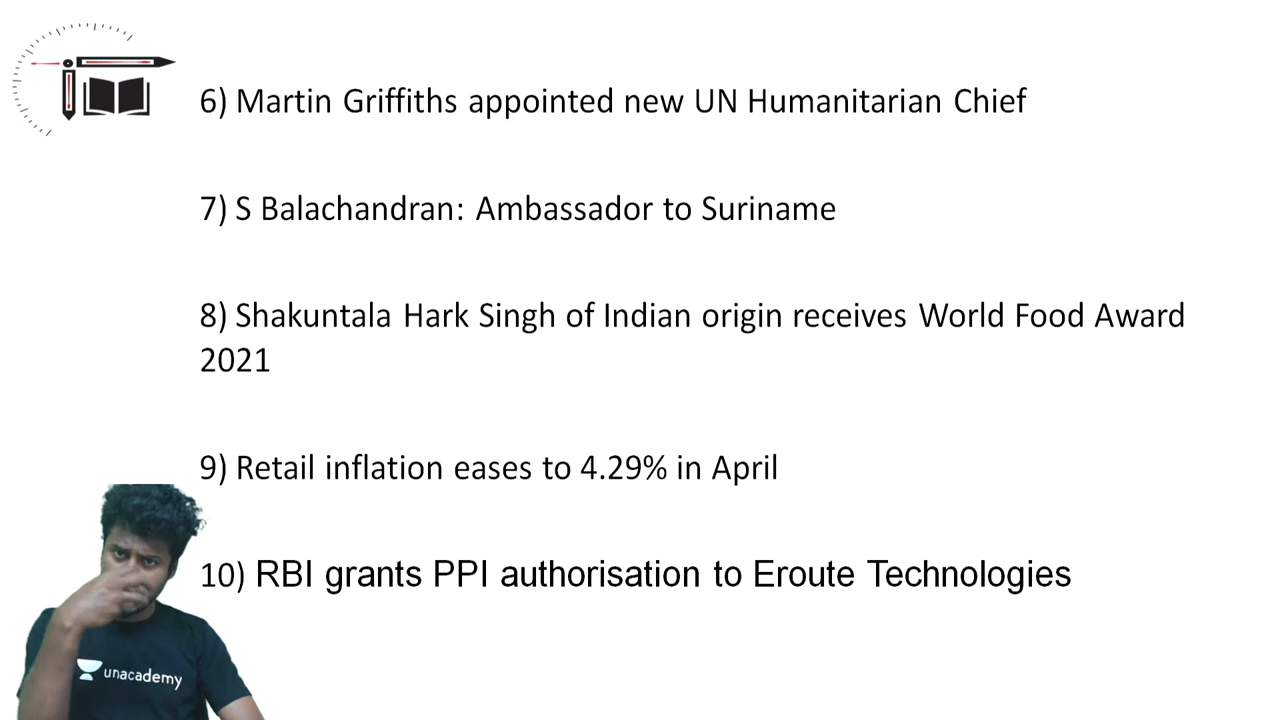 6) Martin Griffiths appointed new UN Humanitarian Chief
7) S Balachandran: Ambassador to Suriname
8) Shakuntala Hark Singh of Indian origin receives World Food Award
2021
9) Retail inflation eases to 4.29% in April
10) RBI grants PPI authorisation to Eroute Technologies
unacademy